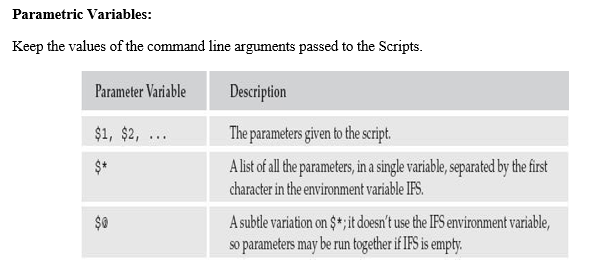 Parametric Variables:
Keep the values of the command line arguments passed to the Scripts.
Parameter Variable Description
$1, $2, ... The parameters given to the script.
$* A list of all the parameters, in a single variable, separated by the first
character in the environment variable IFS.
$@ A subtle variation on $*; it doesn't use the IFS environment variable,
so parameters may be run together if IFS is empty.